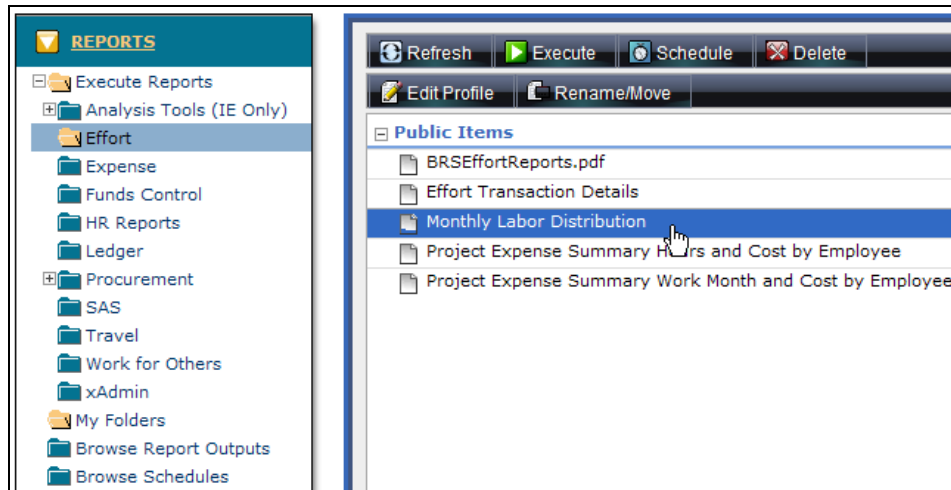 REPORTS
Execute Reports
Analysis Tools (IE Only)
Effort
Expense
Funds Control
HR Reports
Ledger
Procurement
SAS
Travel
Work for Others
xAdmin
My Folders
Browse Report Outputs
Browse Schedules
Refresh Execute Schedule Delete
Edit Profile Rename/Move
Public Items
BRSEffortReports.pdf
Effort Transaction Details
Monthly Labor Distribution
Project Expense Summary Hours and Cost by Employee
Project Expense Summary Work Month and Cost by Employee